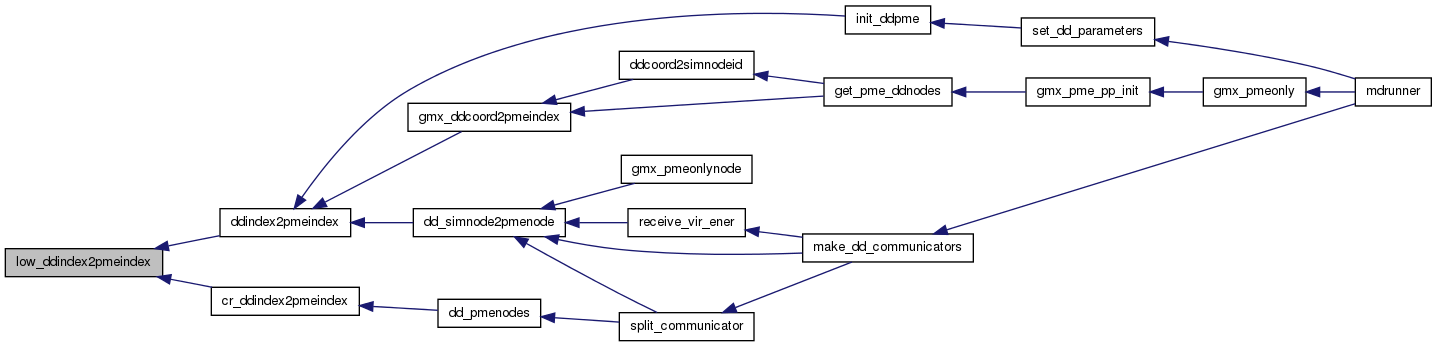 init_ddpme
set_dd_parameters
ddcoord2simnodeid
get_pme_ddnodes
gmx_pme_pp_init
gmx_pmeonly
mdrunner
gmx_ddcoord2pmeindex
gmx_pmeonlynode
ddindex2pmeindex
dd_simnode2pmenode
receive_vir_ener
make_dd_communicators
low_ddindex2pmeindex
cr_ddindex2pmeindex
dd_pmenodes
split_communicator